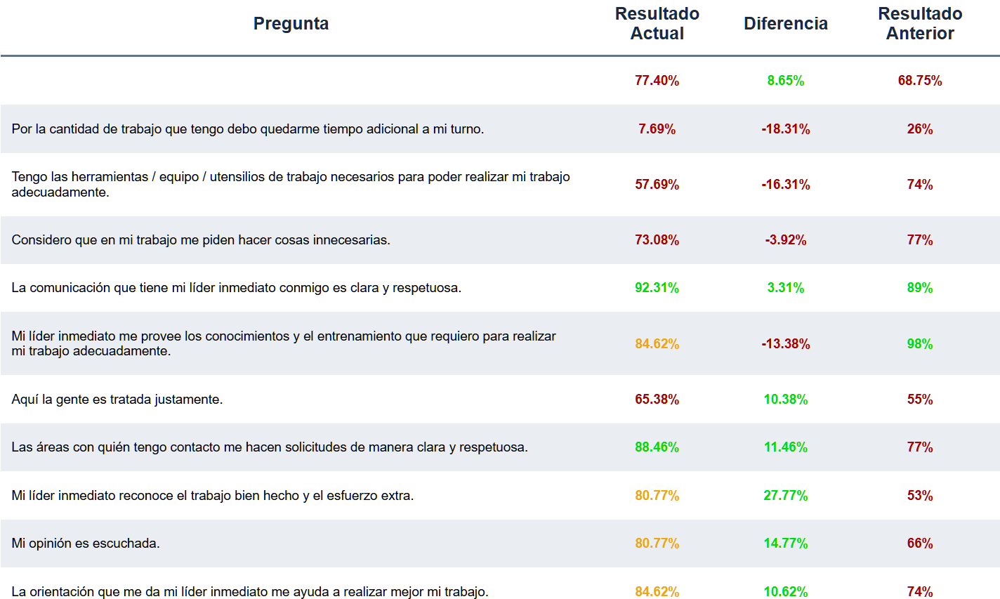 Pregunta Resultado Actual Diferencia Resultado Anterior
77.40% 8.65% 68.75%
Por la cantidad de trabajo que tengo debo quedarme tiempo adicional a mi turno. 7.69% -18.31% 26%
Tengo las herramientas / equipo / utensilios de trabajo necesarios para poder realizar mi trabajo
adecuadamente. 57.69% -16.31% 74%
Considero que en mi trabajo me piden hacer cosas innecesarias. 73.08% -3.92% 77%
La comunicación que tiene mi líder inmediato conmigo es clara y respetuosa. 92.31% 3.31% 89%
Mi líder inmediato me provee los conocimientos y el entrenamiento que requiero para realizar
mi trabajo adecuadamente. 84.62% -13.38% 98%
Aquí la gente es tratada justamente. 65.38% 10.38% 55%
Las áreas con quién tengo contacto me hacen solicitudes de manera clara y respetuosa. 88.46% 11.46% 77%
Mi líder inmediato reconoce el trabajo bien hecho y el esfuerzo extra. 80.77% 27.77% 53%
Mi opinión es escuchada. 80.77% 14.77% 66%
La orientación que me da mi líder inmediato me ayuda a realizar mejor mi trabajo. 84.62% 10.62% 74%